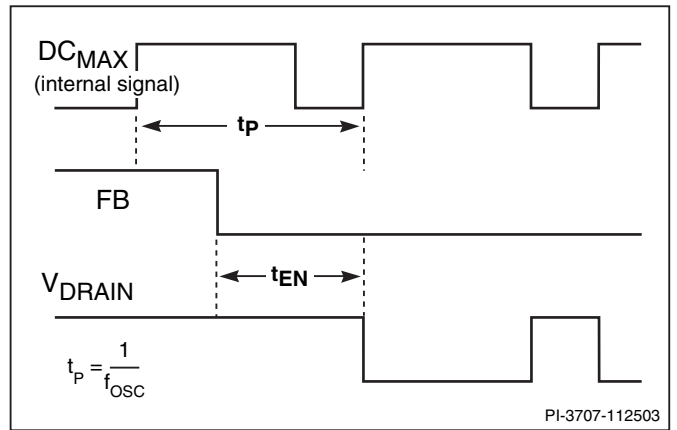 DCMAX
(internal signal)
tP
FB
tEN
VDRAIN
tP = 1/fOSC
PI-3707-112503